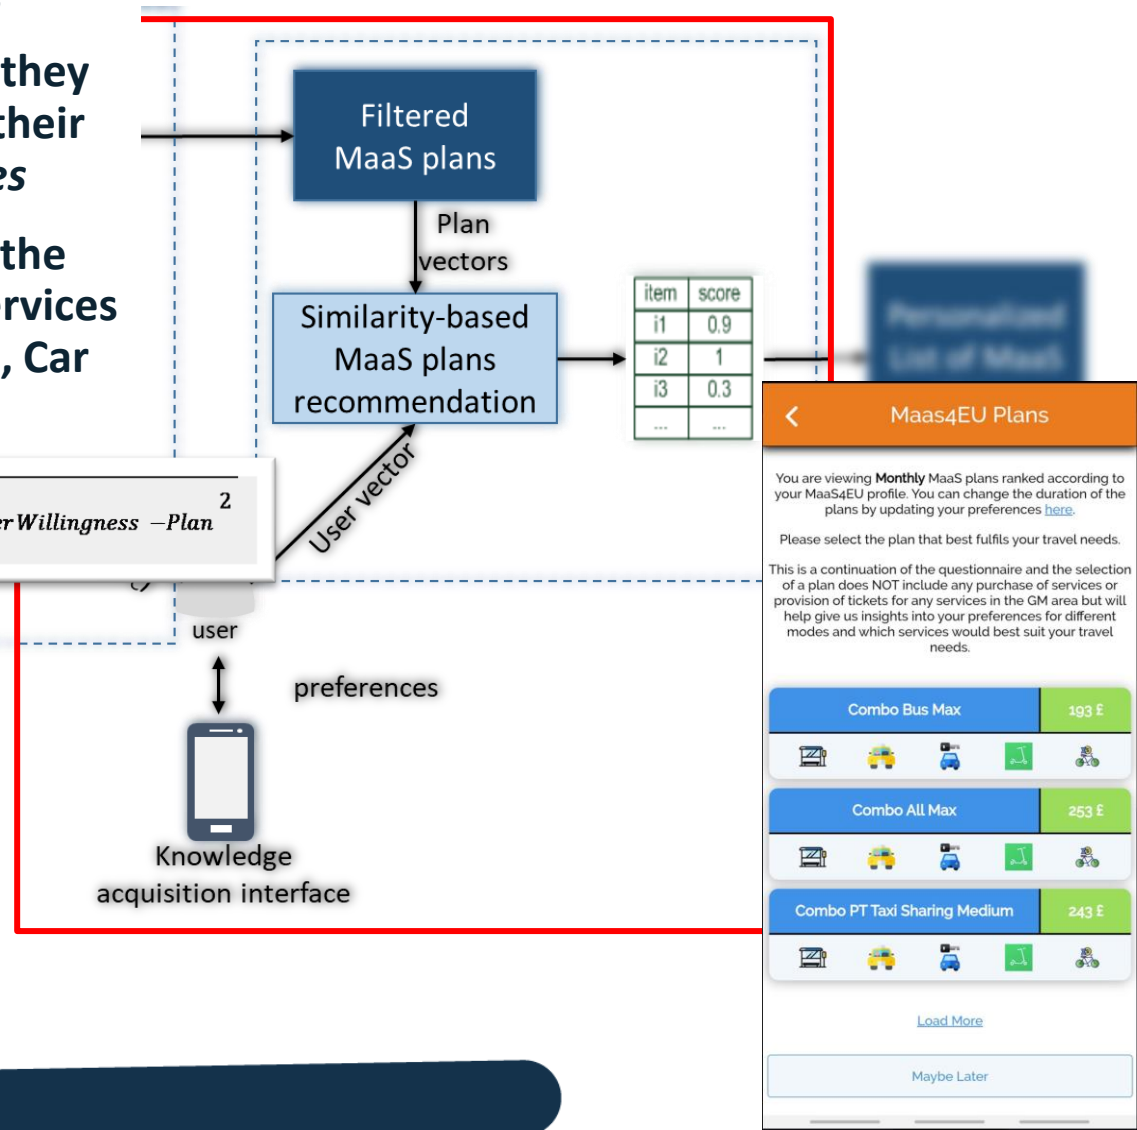 they
their
es
the
ervices
, Car
Filtered
MaaS plans
Plan
vectors
Similarity-based
MaaS plans
recommendation
item score
i1 0.9
i2 1
i3 0.3
... ...
Personalized
List of MaaS
User vector
er Willingness – Plan 2
user
preferences
Knowledge
acquisition interface
Maas4EU Plans
You are viewing Monthly MaaS plans ranked according to
your MaaS4EU profile. You can change the duration of the
plans by updating your preferences here.
Please select the plan that best fulfils your travel needs.
This is a continuation of the questionnaire and the selection
of a plan does NOT include any purchase of services or
provision of tickets for any services in the GM area but will
help give us insights into your preferences for different
modes and which services would best suit your travel
needs.
Combo Bus Max 193 £
Combo All Max 253 £
Combo PT Taxi Sharing Medium 243 £
Load More
Maybe Later